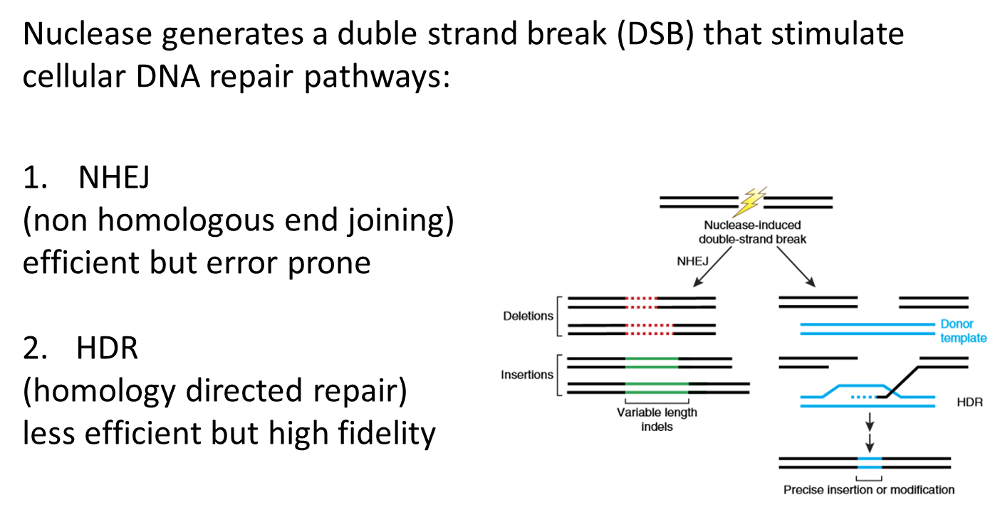 Nuclease generates a duble strand break (DSB) that stimulate
cellular DNA repair pathways:
1. NHEJ
(non homologous end joining)
efficient but error prone
2. HDR
(homology directed repair)
less efficient but high fidelity
Nuclease-induced
double-strand break
NHEJ
Deletions
Insertions
Variable length
indels
Donor
template
HDR
Precise insertion or modification